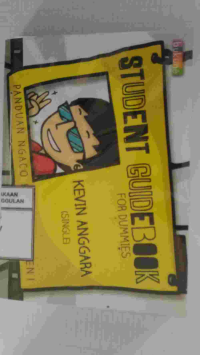 STUDENT GUIDEBOOK
FOR DUMMIES
KEVIN ANGGARA
(SINGLE)
PANDUAN NGACO